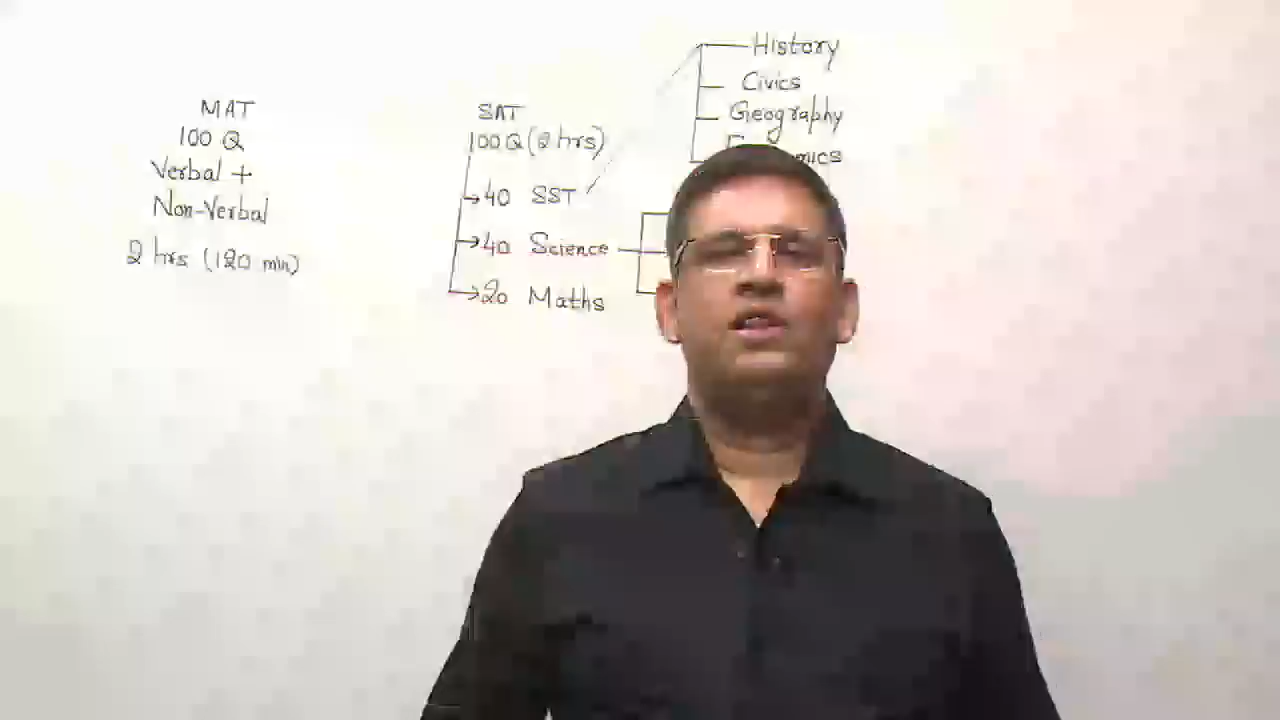 MAT
100 Q
Verbal +
Non-Verbal
2 hrs (120 min)
SAT
100 Q (2 hrs)
40 SST
40 Science
20 Maths
History
Civics
Geography